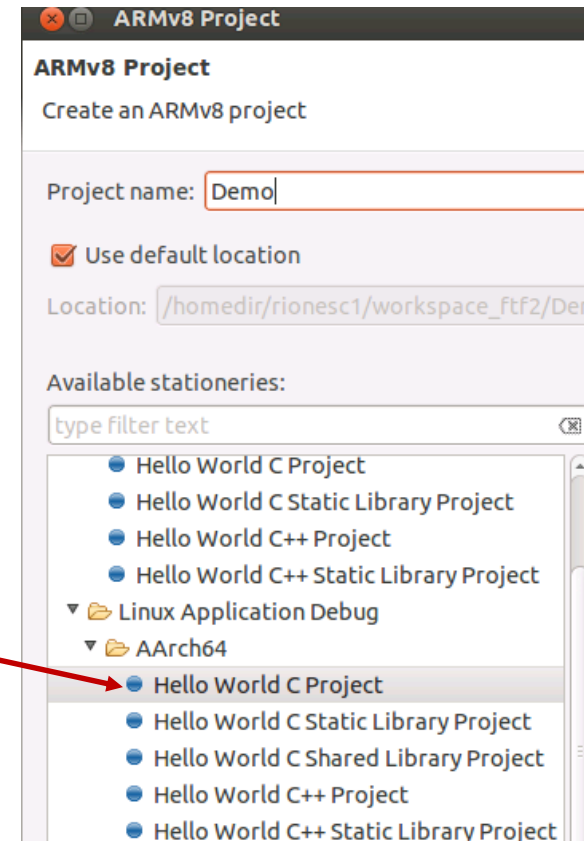 ARMv8 Project
ARMv8 Project
Create an ARMv8 project
Project name: Demo
Use default location
Location: /homedir/rionesc1/workspace_ftf2/De
Available stationeries:
type filter text
Hello World C Project
Hello World C Static Library Project
Hello World C++ Project
Hello World C++ Static Library Project
Linux Application Debug
AArch64
Hello World C Project
Hello World C Static Library Project
Hello World C Shared Library Project
Hello World C++ Project
Hello World C++ Static Library Project